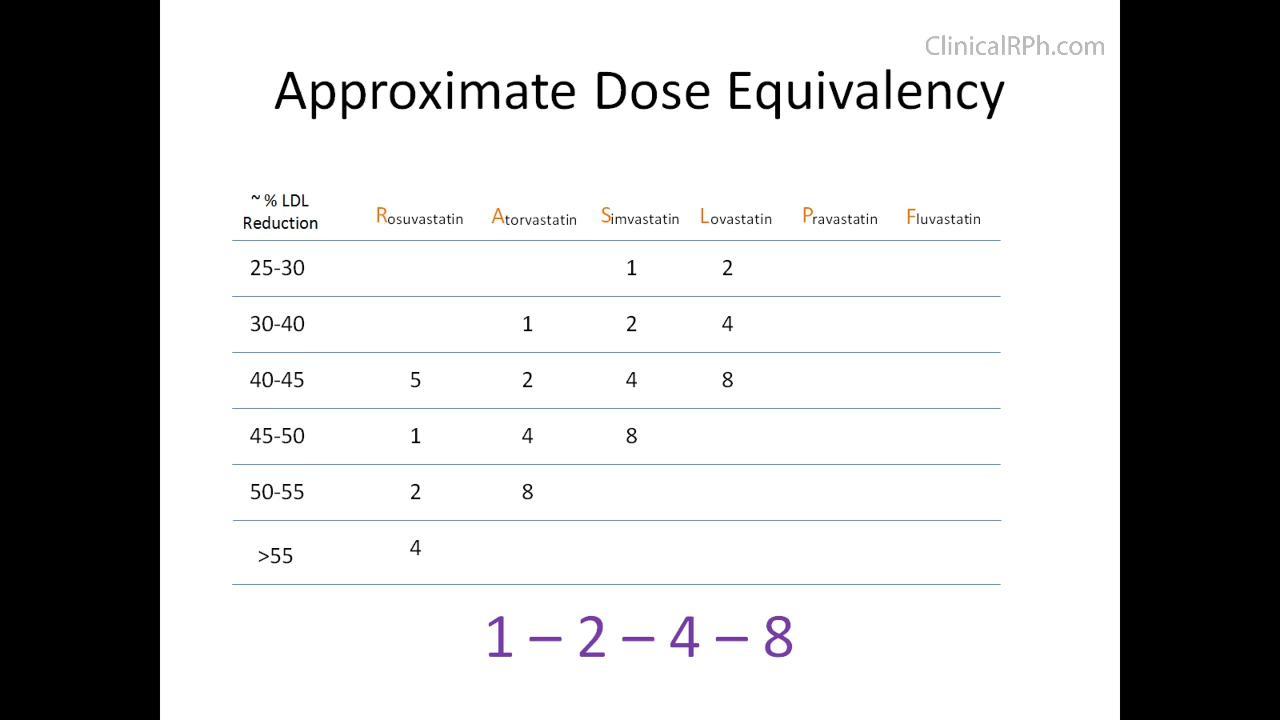 ClinicalRPh.com
Approximate Dose Equivalency
~ % LDL
Reduction Rosuvastatin Atorvastatin Simvastatin Lovastatin Pravastatin Fluvastatin
25-30 1 2
30-40 1 2 4
40-45 5 2 4 8
45-50 1 4 8
50-55 2 8
>55 4
1 – 2 – 4 – 8